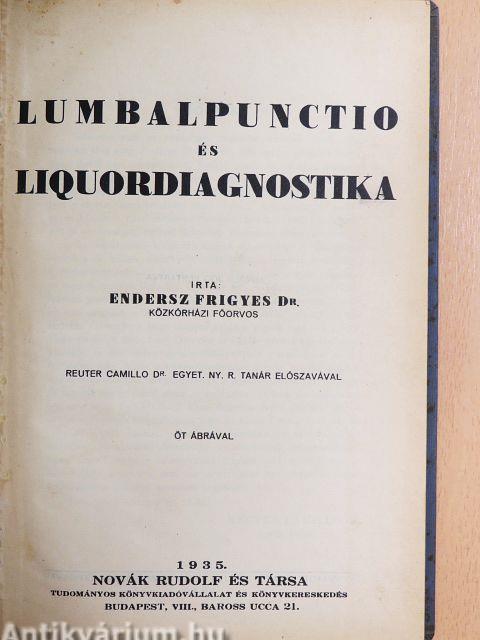 LUMBALPUNCTIO
ÉS
LIQUORDIAGNOSTIKA
IRTA:
ENDERSZ FRIGYES DR.
KÖZKÓRHÁZI FŐORVOS
REUTER CAMILLO DR. EGYET. NY. R. TANÁR ELŐSZAVÁVAL
ÖT ÁBRÁVAL
1935.
NOVÁK RUDOLF ÉS TÁRSA
TUDOMÁNYOS KÖNYVKIADÓVÁLLALAT ÉS KÖNYVKERESKEDÉS
BUDAPEST, VIII., BAROSS UCCA 21.
Antikvárium.hu